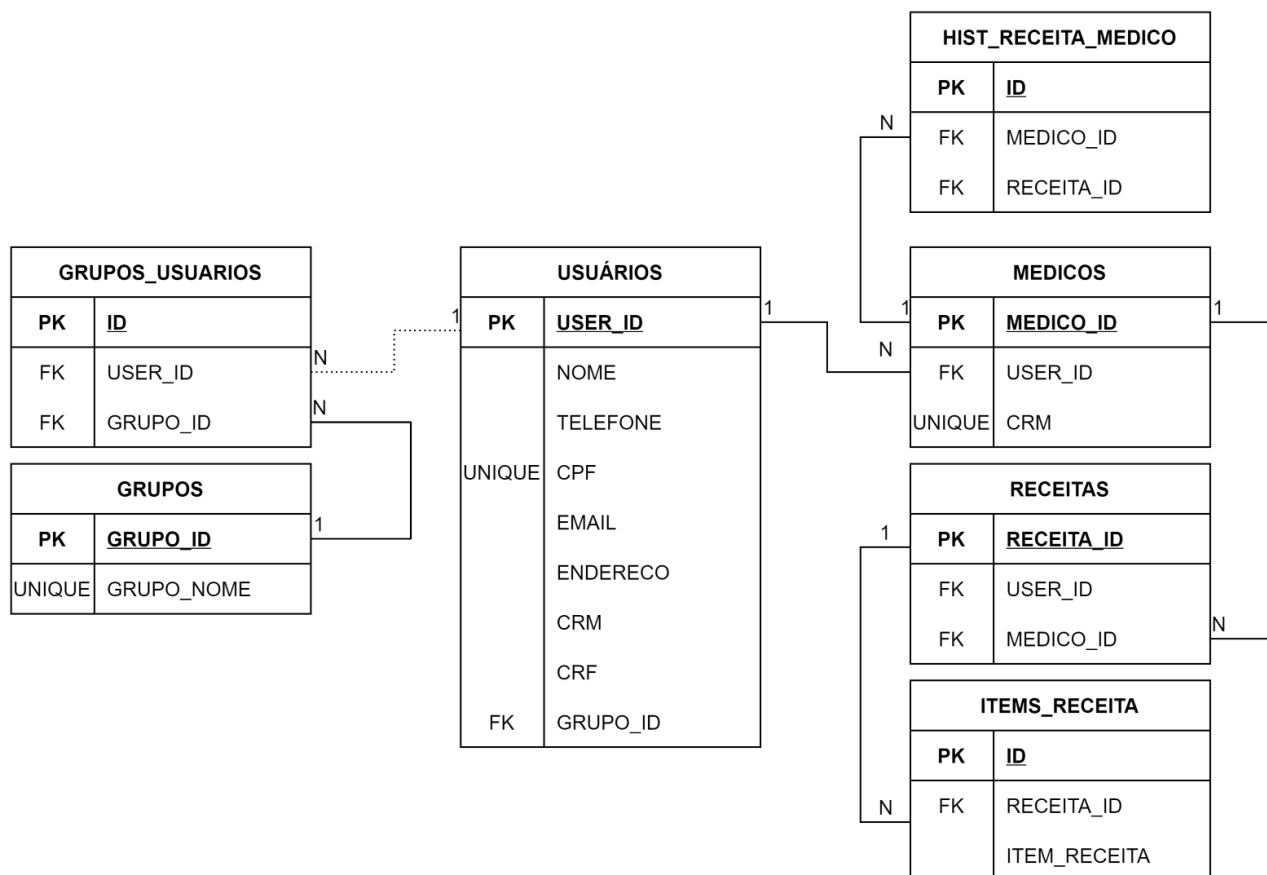 HIST_RECEITA_MEDICO
PK ID
N
FK MEDICO_ID
FK RECEITA_ID
GRUPOS_USUARIOS
PK ID
FK USER_ID
N
FK GRUPO_ID
N
GRUPOS
PK GRUPO_ID
1
UNIQUE GRUPO_NOME
USUÁRIOS
1
PK USER_ID
1
NOME
TELEFONE
UNIQUE CPF
EMAIL
ENDERECO
CRM
CRF
FK GRUPO_ID
MEDICOS
1
PK MEDICO_ID
1
N
FK USER_ID
UNIQUE CRM
RECEITAS
1
PK RECEITA_ID
FK USER_ID
FK MEDICO_ID
N
ITEMS_RECEITA
PK ID
N
FK RECEITA_ID
ITEM_RECEITA